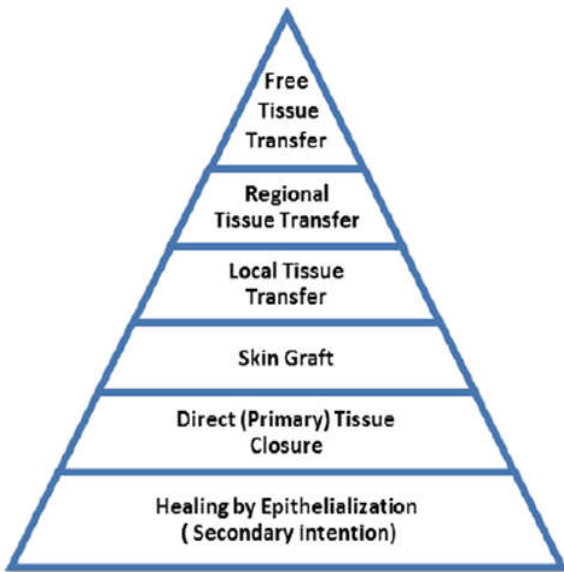 Free
Tissue
Transfer
Regional
Tissue Transfer
Local Tissue
Transfer
Skin Graft
Direct (Primary) Tissue
Closure
Healing by Epithelialization
( Secondary Intention)